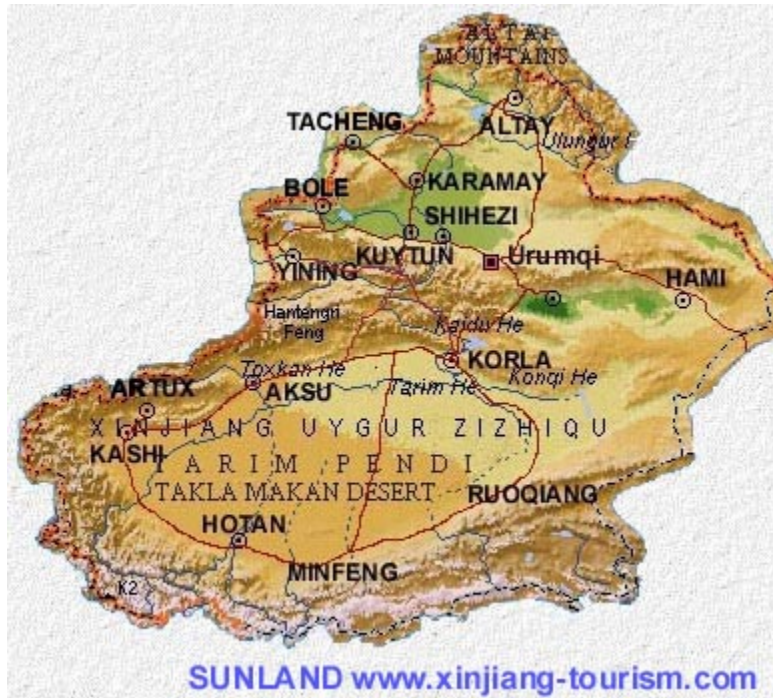 ALTAI
MOUNTAINS
TACHENG
ALTAY
Ulungur
KARAMAY
BOLE
SHIHEZI
KUYTUN
Urumqi
YINING
HAMI
Hantengri
Feng
Kaidu He
KORLA
Toxkan He
Konqi He
ARTUX
AKSU
Tarim He
XINJIANG UYGUR ZIZHIQU
KASHI
TARIM PENDI
TAKLA MAKAN DESERT
RUOQIANG
HOTAN
MINFENG
K2
SUNLAND www.xinjiang-tourism.com